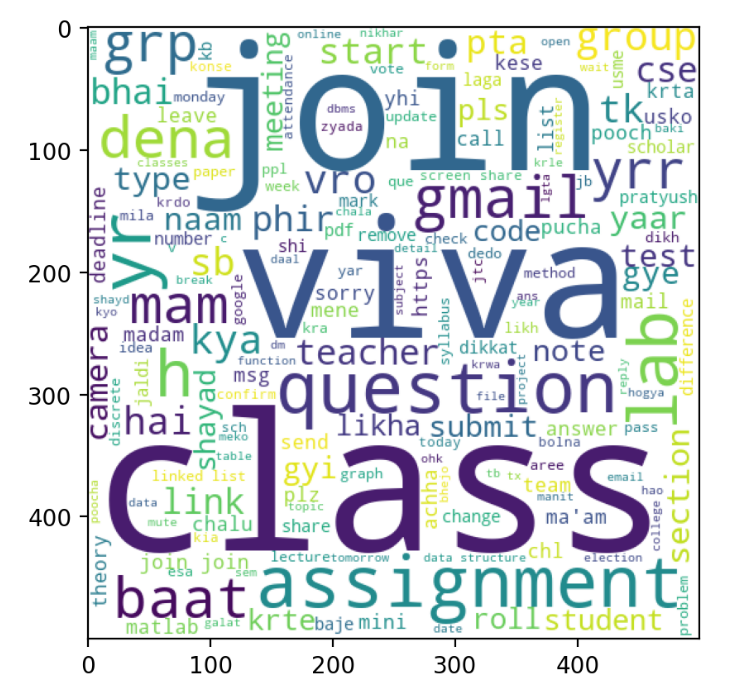 0
maam
grp
kb
online
nikhar
open
group
konse
join
meeting
attendance
start
vote
form
pta
kese
wait
usme
cse
bhai
monday
leave
dena
classes
paper
dbms
zyada
yhi
update
na
laga
pls
call
list
register
tk
krta
usko
pooch
baki
scholar
100
type
krdo
ppl
week
vro
que
screen share
krle
mark
chala
gmail
lgta
jb
yrr
pratyush
deadline
mila
naam
phir
pdf
remove
check
code
pucha
yaar
number
c
v
yr
shi
detail
dedo
dikh
test
200
sb
break
daal
yar
viva
subject
https
jtc
method
gye
shayd
kyo
mam
google
sorry
mene
kra
syllabus
ans
year
likh
mail
madam
idea
kya
dm
function
teacher
dikkat
krwa
note
lab
difference
camera
h
jaldi
discrete
msg
confirm
question
file
project
reply
hogya
300
hai
shayad
sch
meko
table
likha
submit
answer
pass
send
today
bolna
class
linked list
gyi
graph
ohk
achha
bhejo
tb
tx
aree
team
email
manit
hao
section
poocha
data
link
plz
topic
400
mute
chalu
kia
share
change
ma'am
college
theory
join join
esa
sem
lecture
tomorrow
data structure
chl
election
baat
assignment
problem
matlab
galat
krte
baje
mini
date
roll
student
0
100
200
300
400